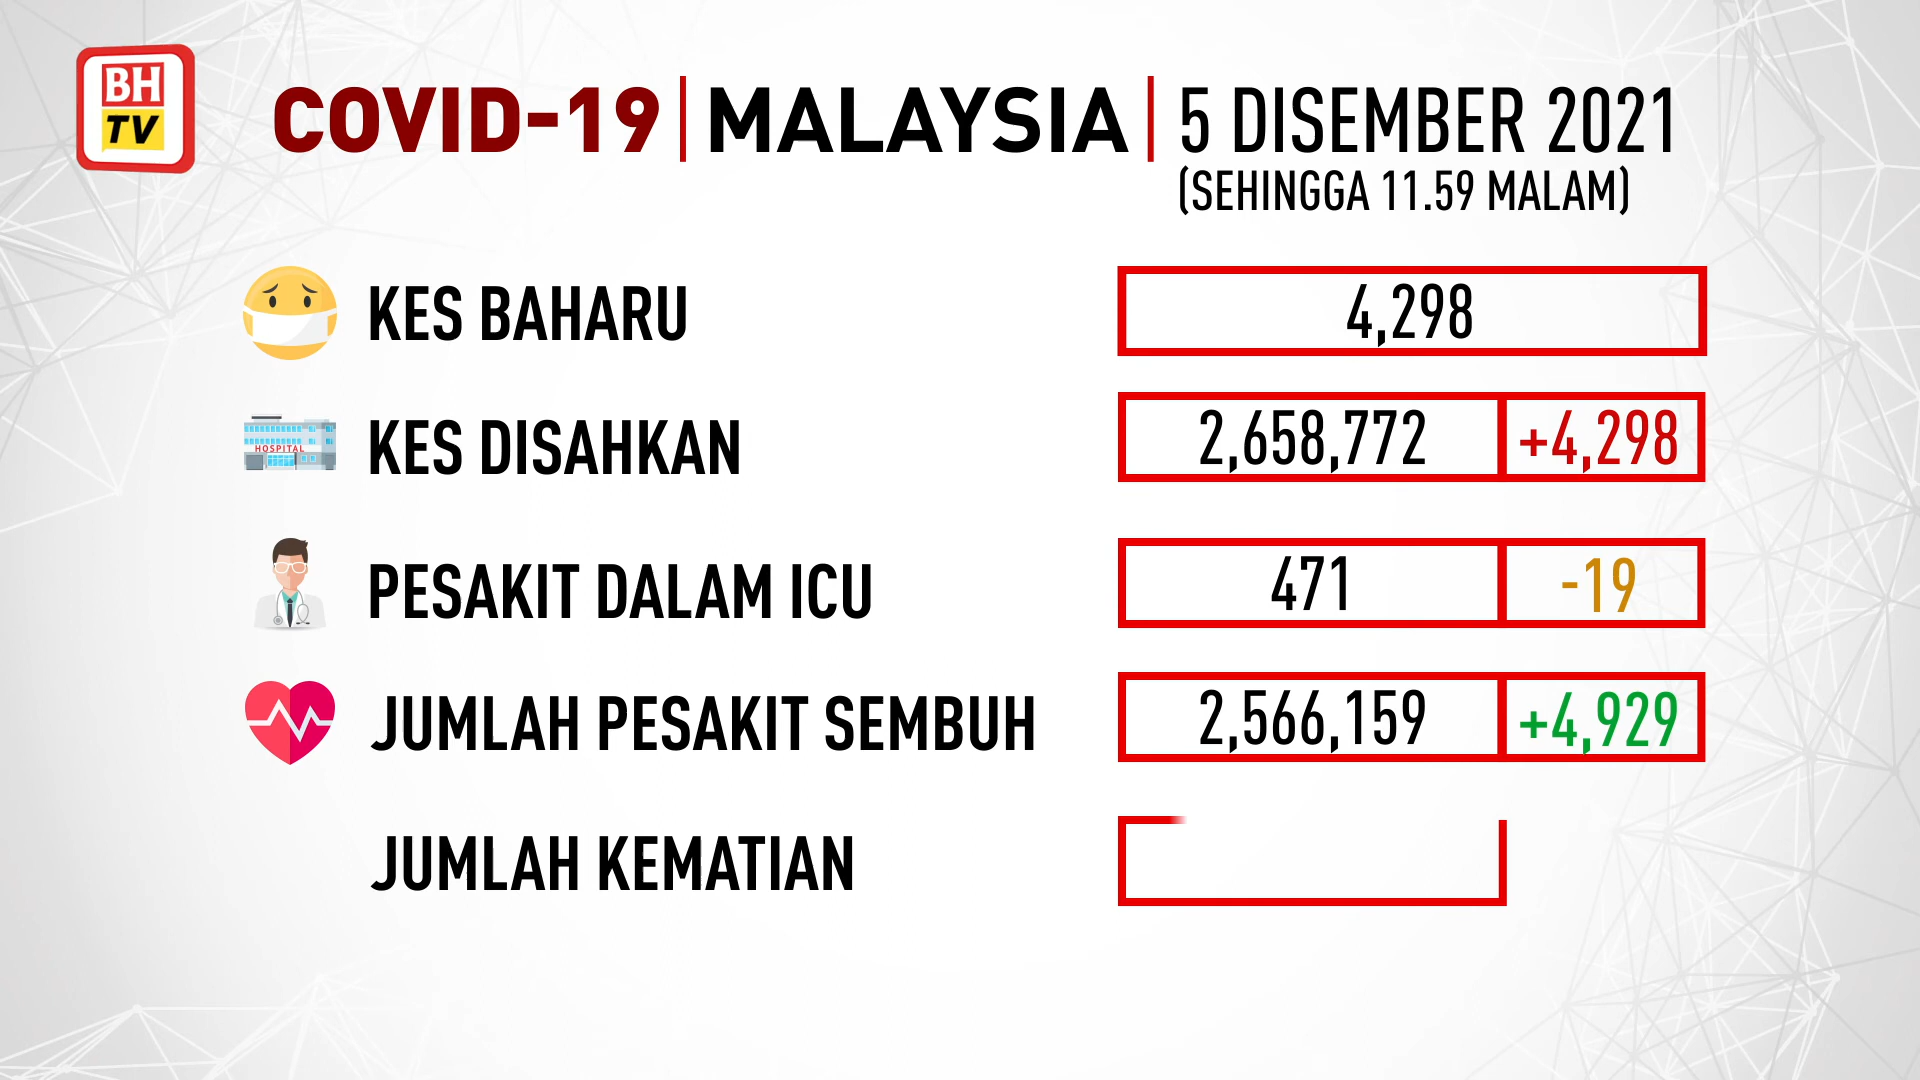 BH
TV
COVID-19 MALAYSIA 5 DISEMBER 2021
(SEHINGGA 11.59 MALAM)
KES BAHARU 4,298
HOSPITAL
KES DISAHKAN 2,658,772 +4,298
PESAKIT DALAM ICU 471 -19
JUMLAH PESAKIT SEMBUH 2,566,159 +4,929
JUMLAH KEMATIAN